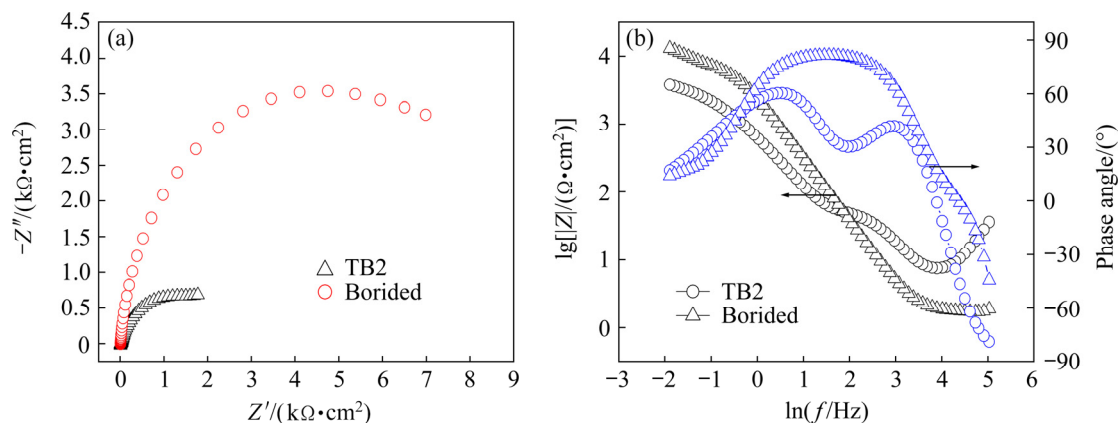 (a)
4.5
4.0
3.5
3.0
2.5
2.0
1.5
1.0
0.5
0
−Z″/(kΩ•cm²)
TB2
Borided
0 1 2 3 4 5 6 7 8 9
Z′/(kΩ•cm²)
(b)
4
3
2
1
0
lg[|Z|/(Ω•cm²)]
TB2
Borided
−3 −2 −1 0 1 2 3 4 5 6
ln(f/Hz)
90
60
30
0
−30
−60
−90
Phase angle/(°)